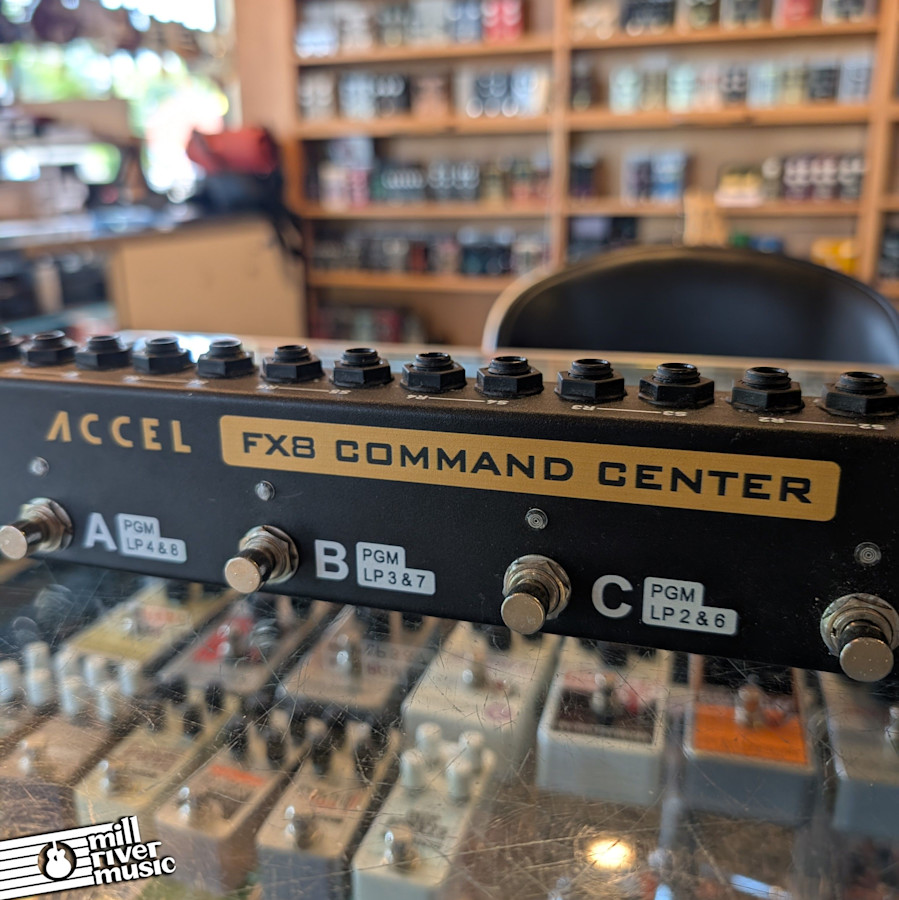 ACCEL
FX8 COMMAND CENTER
A
PGM
LP 4 & 8
B
PGM
LP 3 & 7
C
PGM
LP 2 & 6
mill
river
music